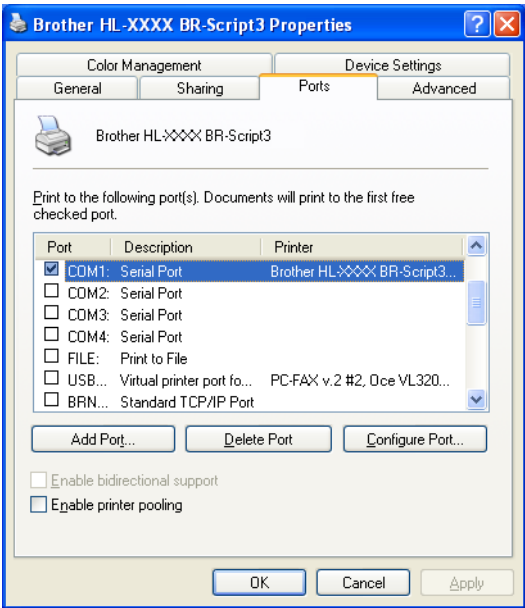 Brother HL-XXXX BR-Script3 Properties
Color Management Device Settings
General Sharing Ports Advanced
Brother HL-XXXX BR-Script3
Print to the following port(s). Documents will print to the first free
checked port.
Port Description Printer
COM1: Serial Port Brother HL-XXXX BR-Script3...
COM2: Serial Port
COM3: Serial Port
COM4: Serial Port
FILE: Print to File
USB... Virtual printer port fo... PC-FAX v.2 #2, Oce VL320...
BRN... Standard TCP/IP Port
Add Port... Delete Port Configure Port...
Enable bidirectional support
Enable printer pooling
OK Cancel Apply